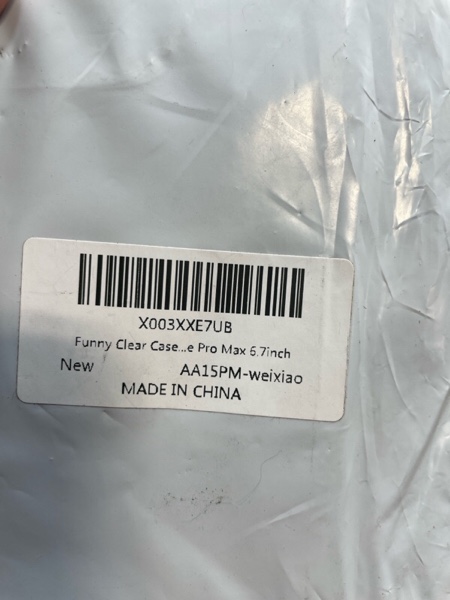 X003XXE7UB
Funny Clear Case...e Pro Max 6.7inch
New AA15PM-weixiao
MADE IN CHINA